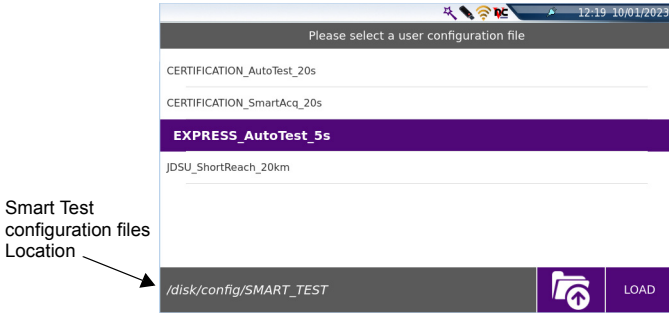 12:19 10/01/2023
Please select a user configuration file
CERTIFICATION_AutoTest_20s
CERTIFICATION_SmartAcq_20s
EXPRESS_AutoTest_5s
JDSU_ShortReach_20km
Smart Test
configuration files
Location
/disk/config/SMART_TEST
LOAD